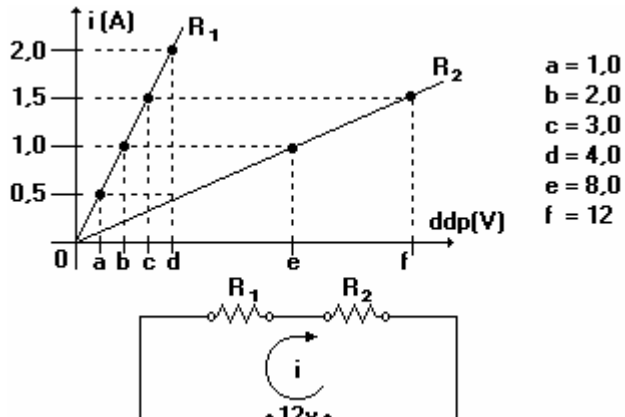 i (A)
R1
2,0
R2
1,5
1,0
0,5
ddp(V)
0 a b c d e f
a = 1,0
b = 2,0
c = 3,0
d = 4,0
e = 8,0
f = 12
R1 R2
i
12v